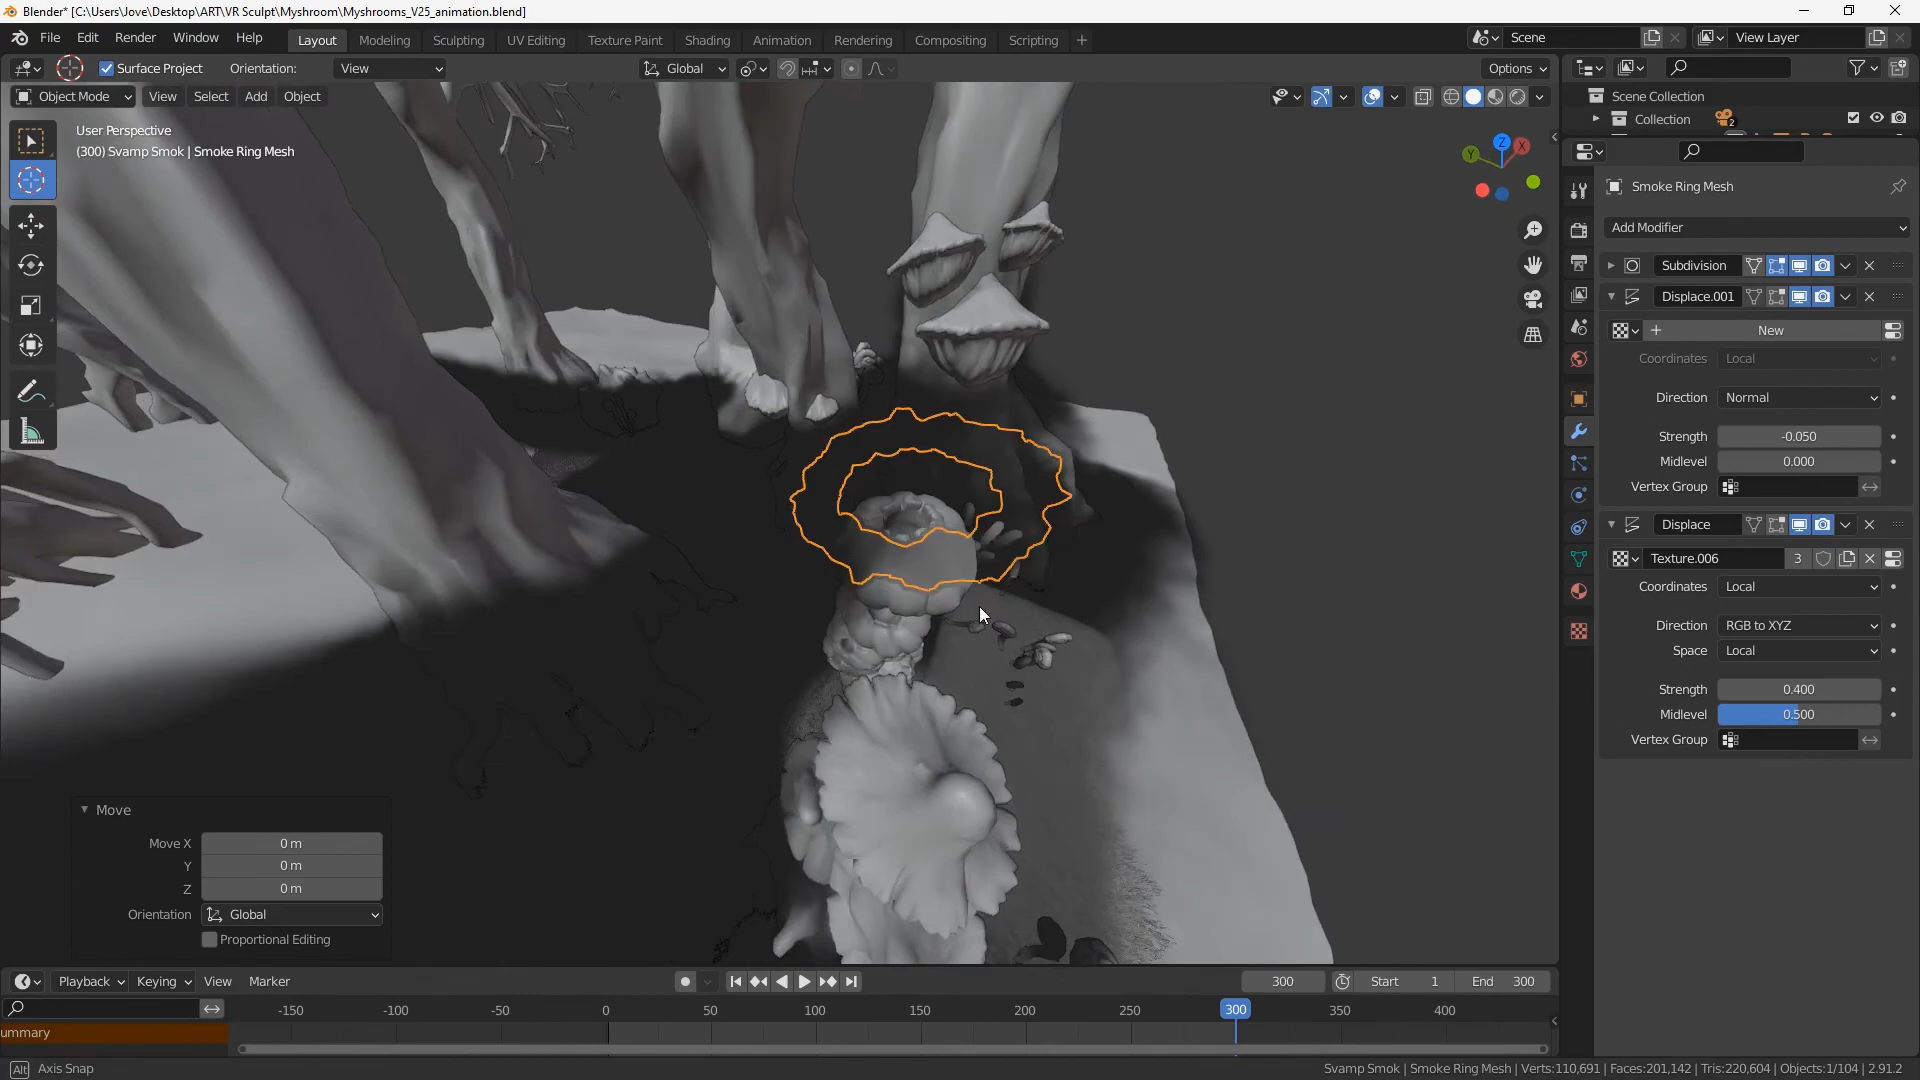 Blender* [C:\Users\Jove\Desktop\ART\VR Sculpt\Myshroom\Myshrooms_V25_animation.blend]
File Edit Render Window Help Layout Modeling Sculpting UV Editing Texture Paint Shading Animation Rendering Compositing Scripting + Scene View Layer
Surface Project Orientation: View Global Options
Object Mode View Select Add Object
User Perspective
(300) Svamp Smok | Smoke Ring Mesh
Z
Y
X
Move
Move X 0 m
Y 0 m
Z 0 m
Orientation Global
Proportional Editing
Scene Collection
Collection 2
Smoke Ring Mesh
Add Modifier
Subdivision
Displace.001
New
Coordinates Local
Direction Normal
Strength -0.050
Midlevel 0.000
Vertex Group
Displace
Texture.006 3
Coordinates Local
Direction RGB to XYZ
Space Local
Strength 0.400
Midlevel 0.500
Vertex Group
Playback Keying View Marker 300 Start 1 End 300
-150 -100 -50 0 50 100 150 200 250 300 350 400
ummary
Alt Axis Snap
Svamp Smok | Smoke Ring Mesh | Verts:110,691 | Faces:201,142 | Tris:220,604 | Objects:1/104 | 2.91.2